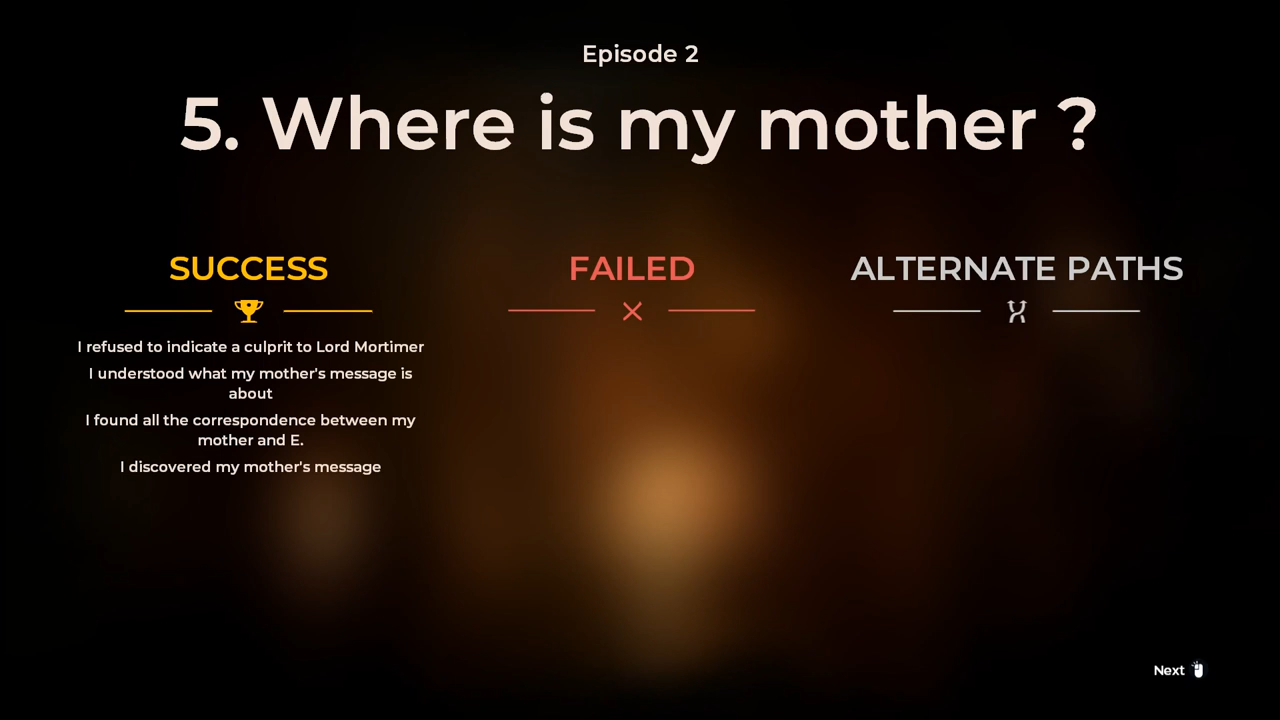 Episode 2
5. Where is my mother ?
SUCCESS
I refused to indicate a culprit to Lord Mortimer
I understood what my mother's message is
about
I found all the correspondence between my
mother and E.
I discovered my mother's message
FAILED
ALTERNATE PATHS
Next